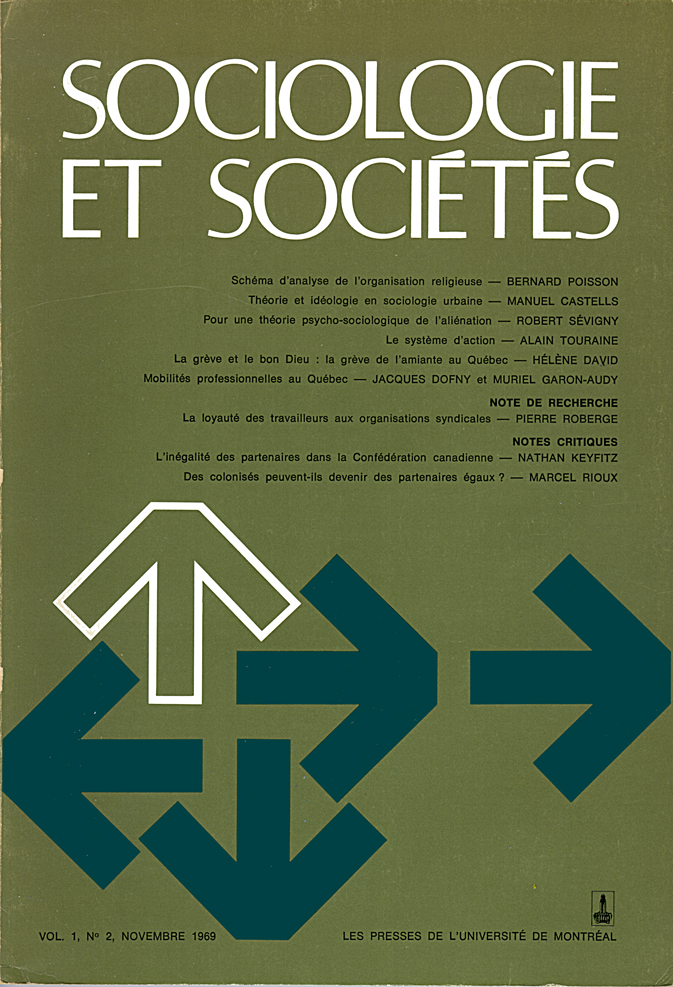 SOCIOLOGIE
ET SOCIÉTÉS
Schéma d'analyse de l'organisation religieuse — BERNARD POISSON
Théorie et idéologie en sociologie urbaine — MANUEL CASTELLS
Pour une théorie psycho-sociologique de l'aliénation — ROBERT SÉVIGNY
Le système d'action — ALAIN TOURAINE
La grève et le bon Dieu : la grève de l'amiante au Québec — HÉLÈNE DAVID
Mobilités professionnelles au Québec — JACQUES DOFNY et MURIEL GARON-AUDY
NOTE DE RECHERCHE
La loyauté des travailleurs aux organisations syndicales — PIERRE ROBERGE
NOTES CRITIQUES
L'inégalité des partenaires dans la Confédération canadienne — NATHAN KEYFITZ
Des colonisés peuvent-ils devenir des partenaires égaux ? — MARCEL RIOUX
VOL. 1, Nº 2, NOVEMBRE 1969
LES PRESSES DE L'UNIVERSITÉ DE MONTRÉAL